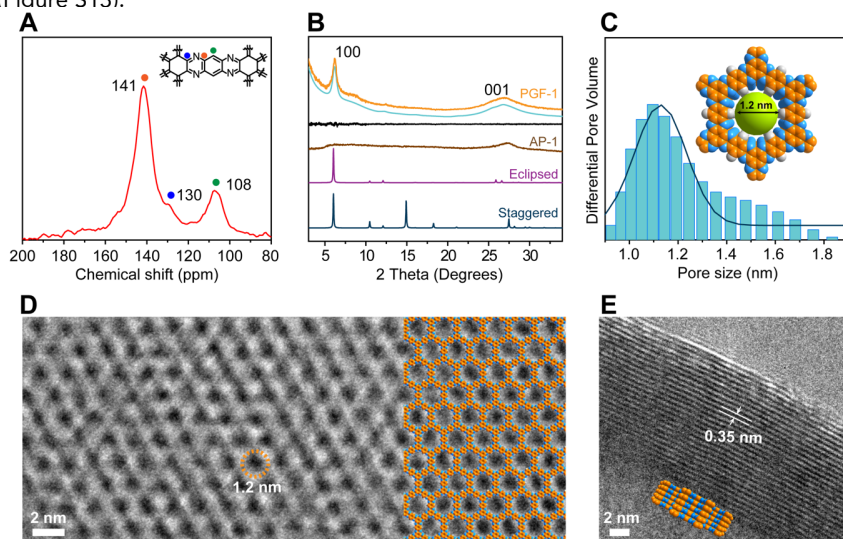 (Figure S13).
A
141
130
108
N
N
N
N
200 180 160 140 120 100 80
Chemical shift (ppm)
B
100
001
PGF-1
AP-1
Eclipsed
Staggered
5 10 15 20 25 30
2 Theta (Degrees)
C
1.2 nm
Differential Pore Volume
1.0 1.2 1.4 1.6 1.8
Pore size (nm)
D
1.2 nm
2 nm
E
0.35 nm
2 nm